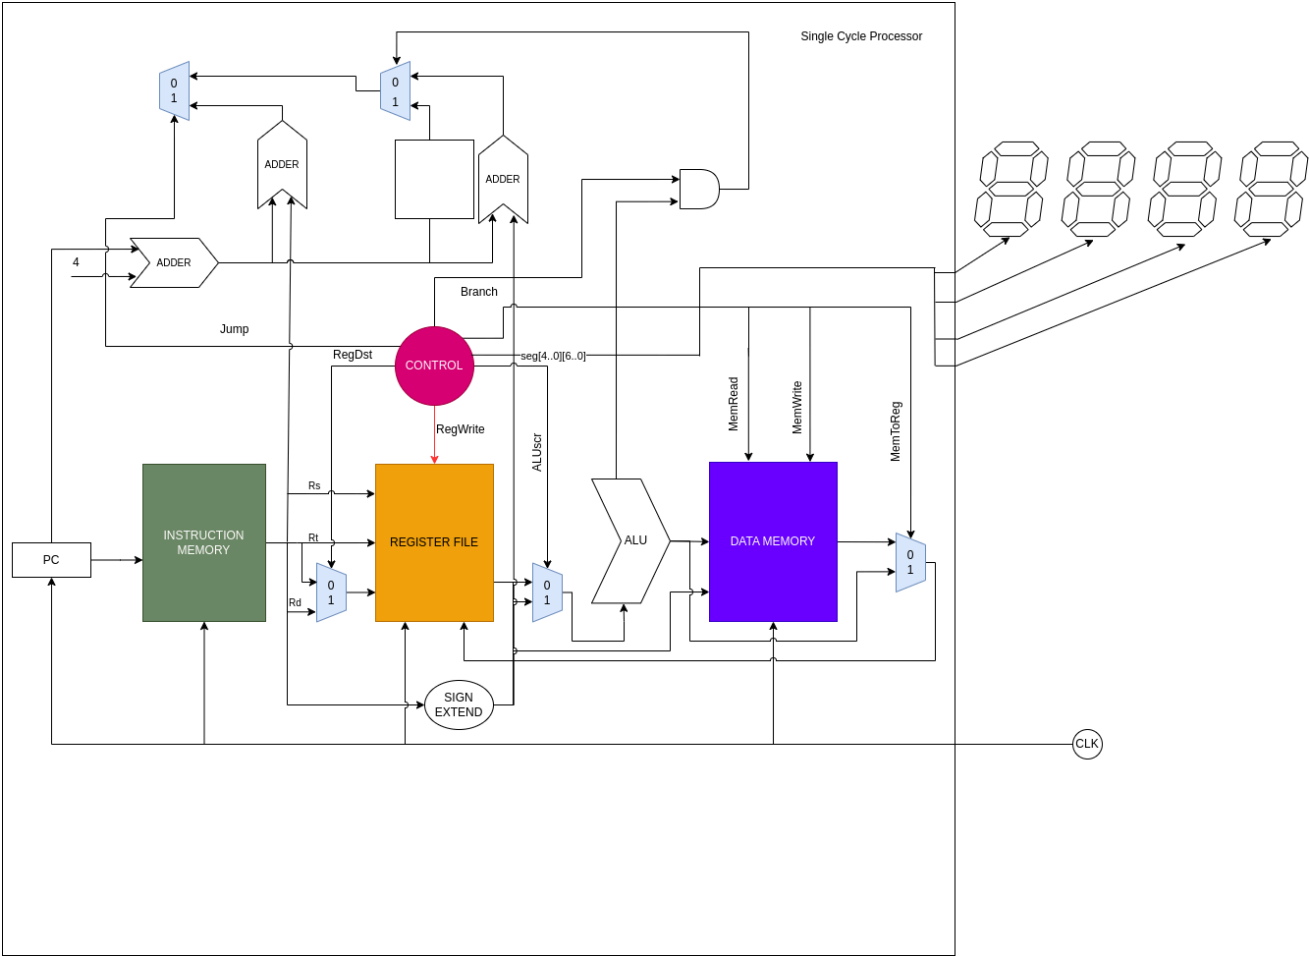 Single Cycle Processor
0
1
0
1
ADDER
ADDER
ADDER
4
Branch
Jump
RegDst
CONTROL
seg[4..0][6..0]
RegWrite
ALUscr
MemRead
MemWrite
MemToReg
Rs
INSTRUCTION
MEMORY
Rt
REGISTER FILE
ALU
DATA MEMORY
PC
0
1
0
1
0
1
Rd
SIGN
EXTEND
CLK